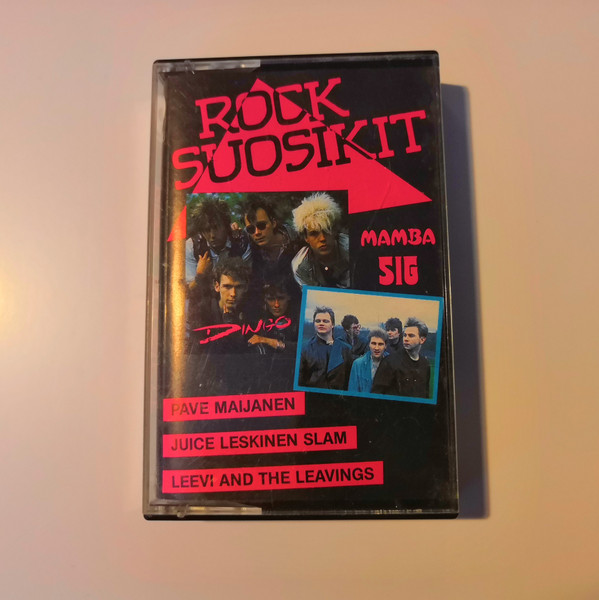 ROCK
SUOSIKIT
MAMBA
SIG
DINGO
PAVE MAIJANEN
JUICE LESKINEN SLAM
LEEVI AND THE LEAVINGS